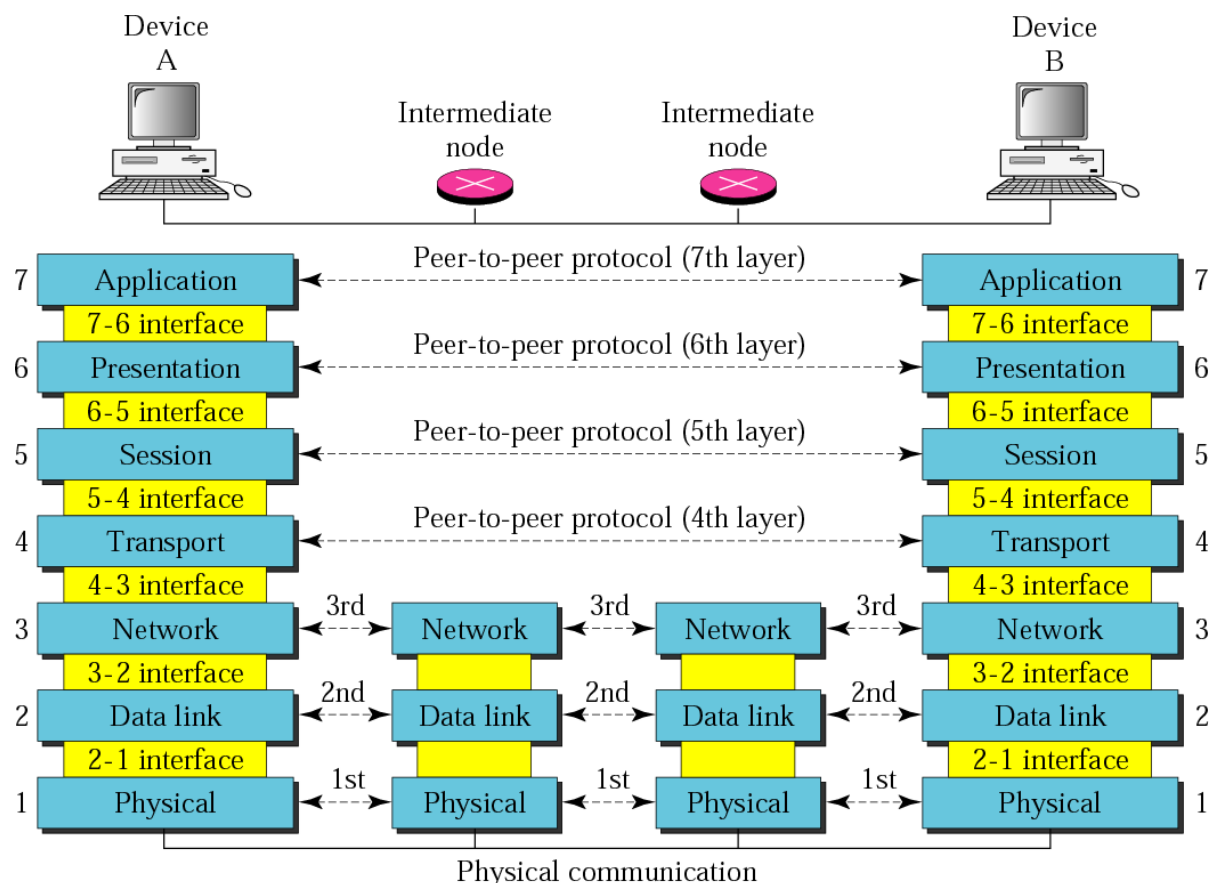 Device
A
Device
B
Intermediate
node
Intermediate
node
Peer-to-peer protocol (7th layer)
7 Application
Application 7
7-6 interface
7-6 interface
Peer-to-peer protocol (6th layer)
6 Presentation
Presentation 6
6-5 interface
6-5 interface
Peer-to-peer protocol (5th layer)
5 Session
Session 5
5-4 interface
5-4 interface
Peer-to-peer protocol (4th layer)
4 Transport
Transport 4
4-3 interface
4-3 interface
3rd 3rd 3rd
3 Network Network Network Network 3
3-2 interface
3-2 interface
2nd 2nd 2nd
2 Data link Data link Data link Data link 2
2-1 interface
2-1 interface
1st 1st 1st
1 Physical Physical Physical Physical 1
Physical communication